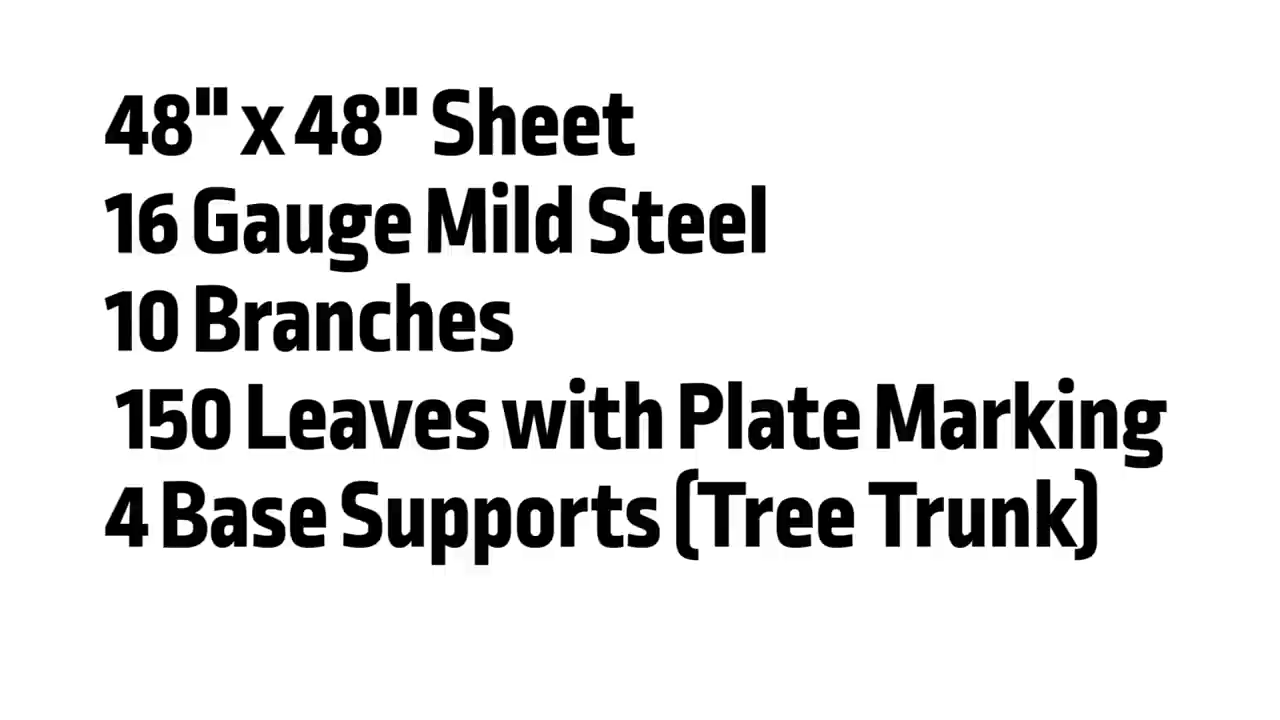 48" x 48" Sheet
16 Gauge Mild Steel
10 Branches
150 Leaves with Plate Marking
4 Base Supports (Tree Trunk)